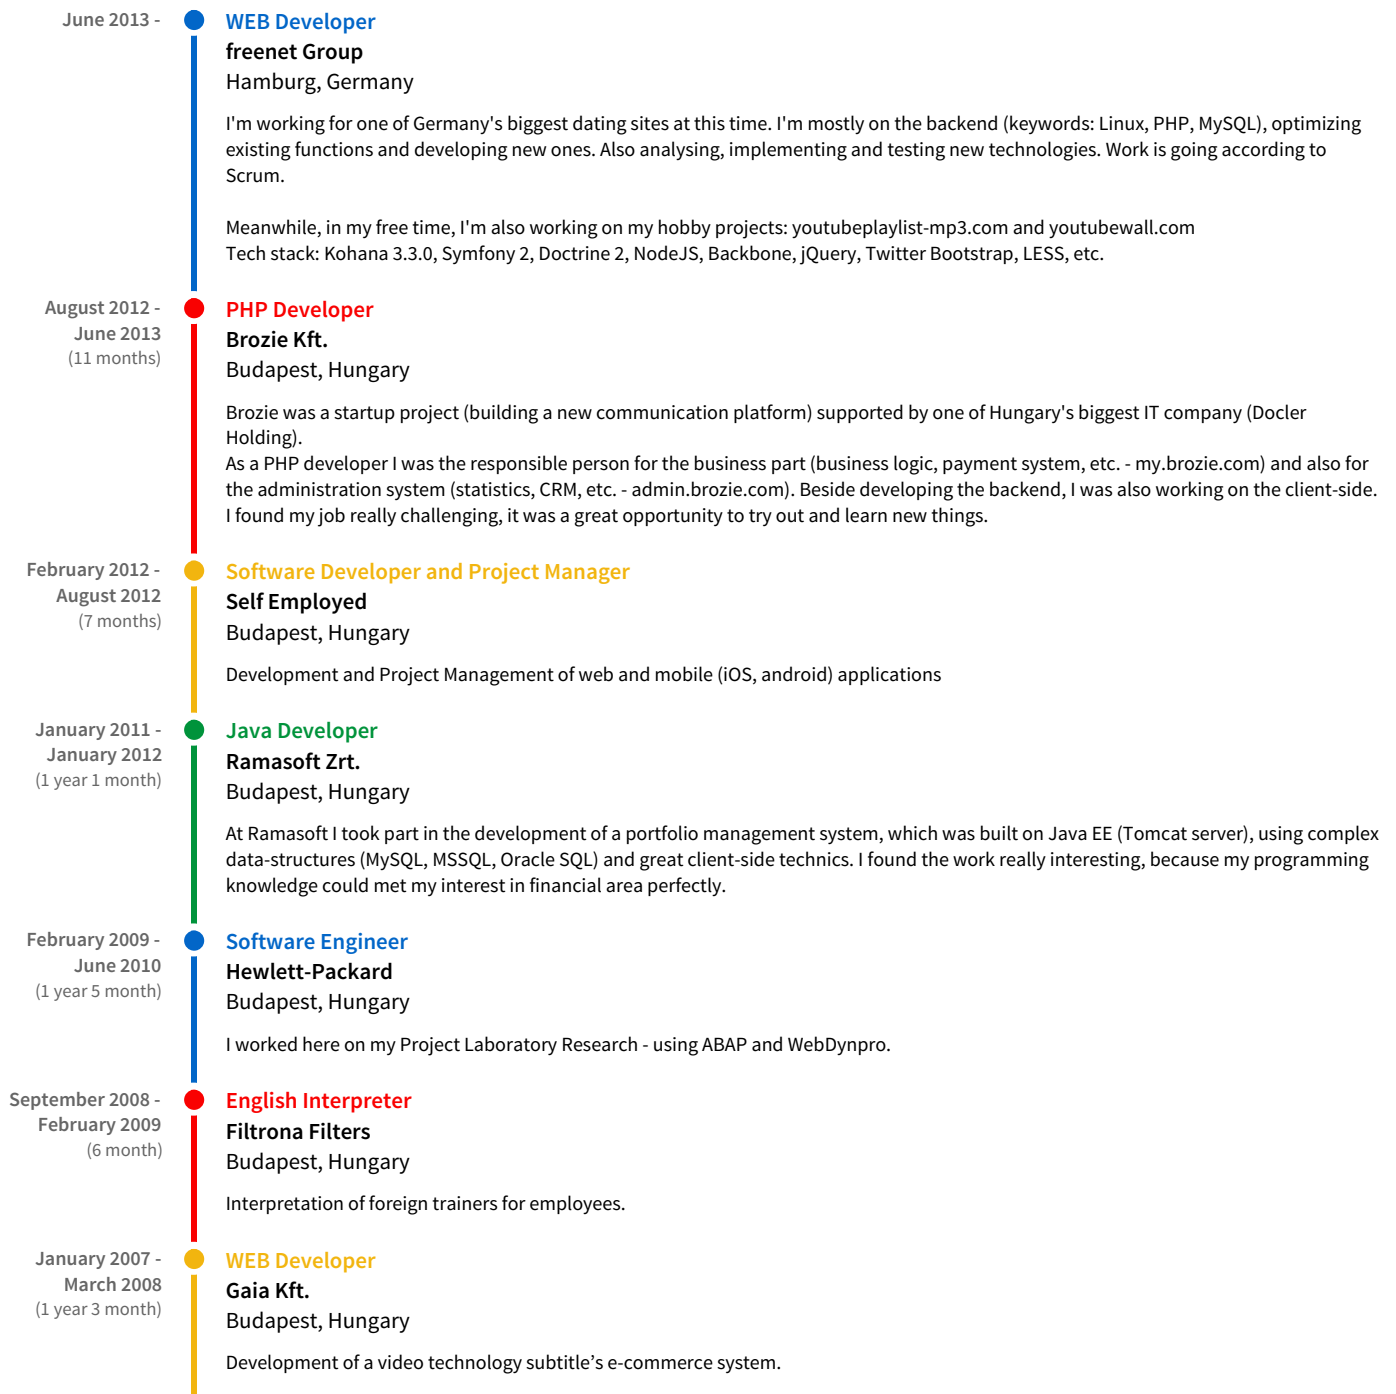 June 2013 -
WEB Developer
freenet Group
Hamburg, Germany
I'm working for one of Germany's biggest dating sites at this time. I'm mostly on the backend (keywords: Linux, PHP, MySQL), optimizing
existing functions and developing new ones. Also analysing, implementing and testing new technologies. Work is going according to
Scrum.
Meanwhile, in my free time, I'm also working on my hobby projects: youtubeplaylist-mp3.com and youtubewall.com
Tech stack: Kohana 3.3.0, Symfony 2, Doctrine 2, NodeJS, Backbone, jQuery, Twitter Bootstrap, LESS, etc.
August 2012 -
June 2013
(11 months)
PHP Developer
Brozie Kft.
Budapest, Hungary
Brozie was a startup project (building a new communication platform) supported by one of Hungary's biggest IT company (Docler
Holding).
As a PHP developer I was the responsible person for the business part (business logic, payment system, etc. - my.brozie.com) and also for
the administration system (statistics, CRM, etc. - admin.brozie.com). Beside developing the backend, I was also working on the client-side.
I found my job really challenging, it was a great opportunity to try out and learn new things.
February 2012 -
August 2012
(7 months)
Software Developer and Project Manager
Self Employed
Budapest, Hungary
Development and Project Management of web and mobile (iOS, android) applications
January 2011 -
January 2012
(1 year 1 month)
Java Developer
Ramasoft Zrt.
Budapest, Hungary
At Ramasoft I took part in the development of a portfolio management system, which was built on Java EE (Tomcat server), using complex
data-structures (MySQL, MSSQL, Oracle SQL) and great client-side technics. I found the work really interesting, because my programming
knowledge could met my interest in financial area perfectly.
February 2009 -
June 2010
(1 year 5 month)
Software Engineer
Hewlett-Packard
Budapest, Hungary
I worked here on my Project Laboratory Research - using ABAP and WebDynpro.
September 2008 -
February 2009
(6 month)
English Interpreter
Filtrona Filters
Budapest, Hungary
Interpretation of foreign trainers for employees.
January 2007 -
March 2008
(1 year 3 month)
WEB Developer
Gaia Kft.
Budapest, Hungary
Development of a video technology subtitle’s e-commerce system.